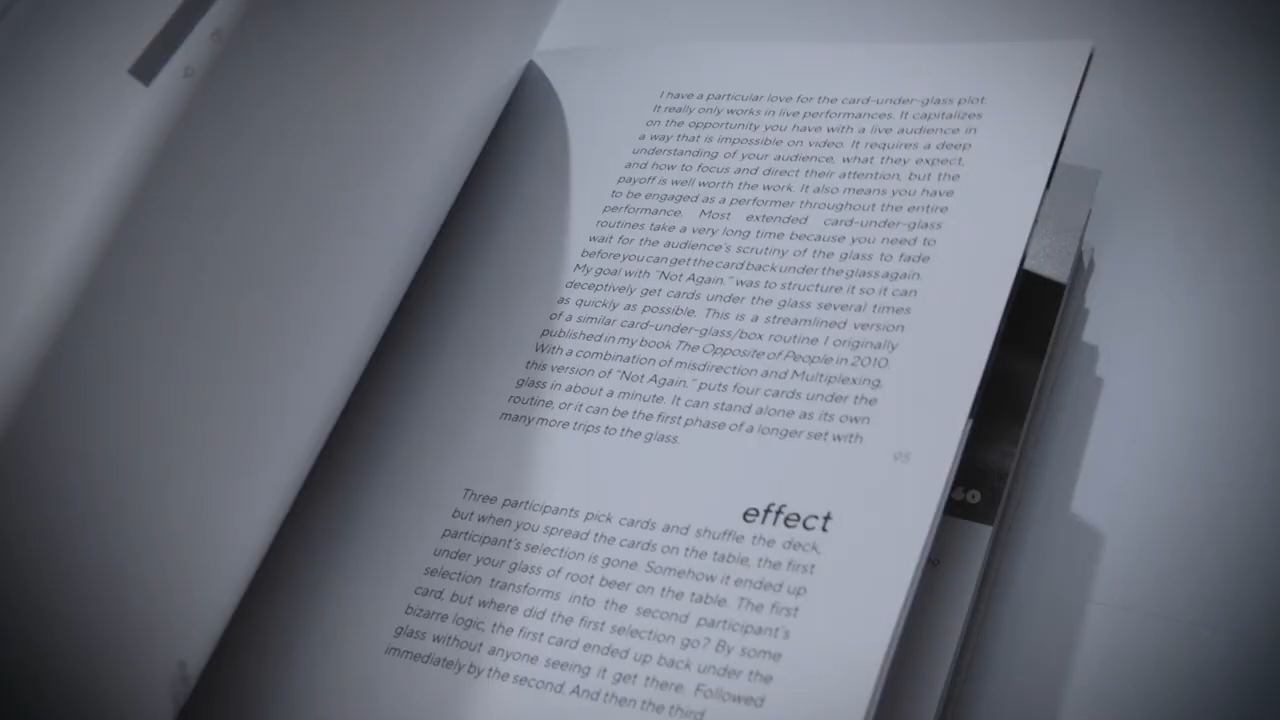 I have a particular love for the card-under-glass plot.
It really only works in live performances. It capitalizes
on the opportunity you have with a live audience in
a way that is impossible on video. It requires a deep
understanding of your audience, what they expect,
and how to focus and direct their attention, but the
payoff is well worth the work. It also means you have
to be engaged as a performer throughout the entire
performance. Most extended card-under-glass
routines take a very long time because you need to
wait for the audience's scrutiny of the glass to fade
before you can get the card back under the glass again.
My goal with "Not Again." was to structure it so it can
deceptively get cards under the glass several times
as quickly as possible. This is a streamlined version
of a similar card-under-glass/box routine I originally
published in my book The Opposite of People in 2010.
With a combination of misdirection and Multiplexing,
this version of "Not Again." puts four cards under the
glass in about a minute. It can stand alone as its own
routine, or it can be the first phase of a longer set with
many more trips to the glass.
95
effect
Three participants pick cards and shuffle the deck,
but when you spread the cards on the table, the first
participant's selection is gone. Somehow it ended up
under your glass of root beer on the table. The first
selection transforms into the second participant's
card, but where did the first selection go? By some
bizarre logic, the first card ended up back under the
glass without anyone seeing it get there. Followed
immediately by the second. And then the third
60